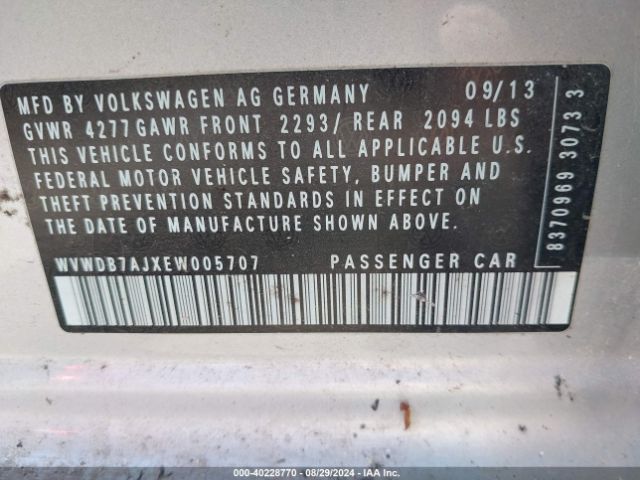 MFD BY VOLKSWAGEN AG GERMANY 09/13
GVWR 4277 GAWR FRONT 2293/ REAR 2094 LBS
THIS VEHICLE CONFORMS TO ALL APPLICABLE U.S.
FEDERAL MOTOR VEHICLE SAFETY, BUMPER AND
THEFT PREVENTION STANDARDS IN EFFECT ON
THE DATE OF MANUFACTURE SHOWN ABOVE.
WVWDB7AJXEW005707 PASSENGER CAR
8370969 3073 3
000-40228770 - 08/29/2024 - IAA Inc.